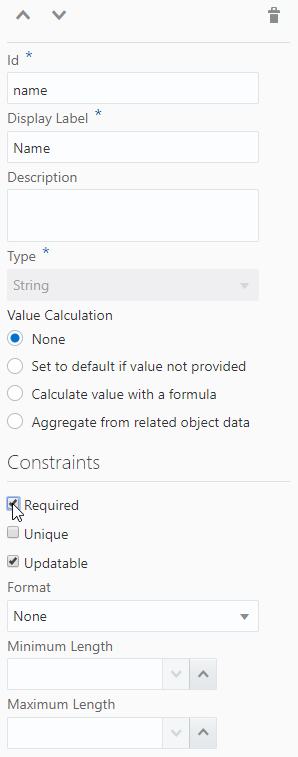 Id *
name
Display Label *
Name
Description
Type *
String
Value Calculation
None
Set to default if value not provided
Calculate value with a formula
Aggregate from related object data
Constraints
Required
Unique
Updatable
Format
None
Minimum Length
Maximum Length